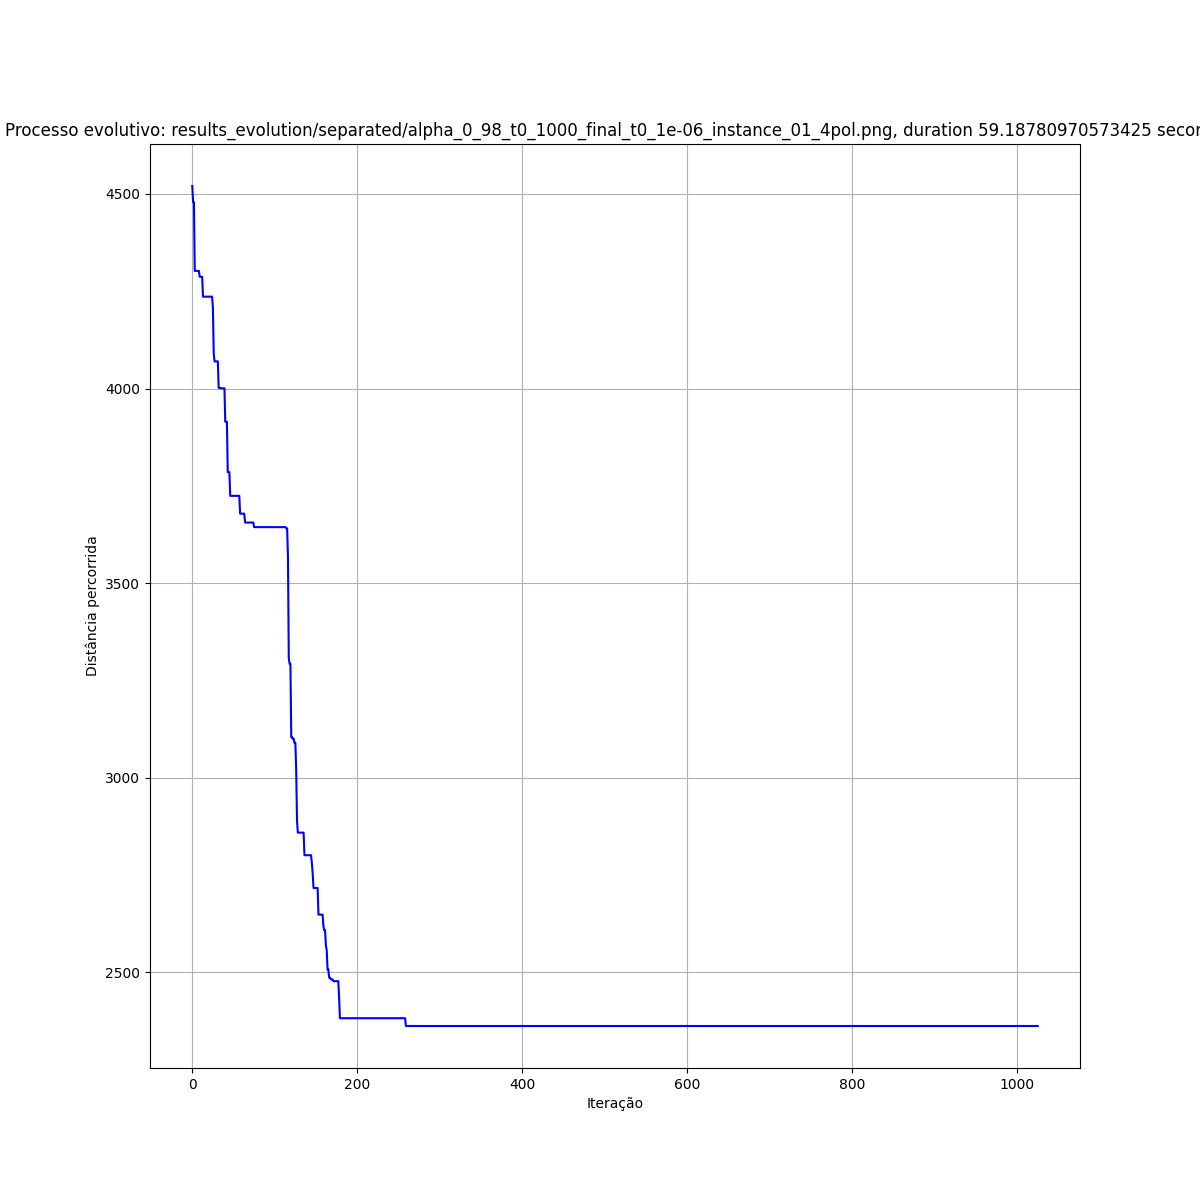 Processo evolutivo: results_evolution/separated/alpha_0_98_t0_1000_final_t0_1e-06_instance_01_4pol.png, duration 59.18780970573425
4500
4000
3500
3000
2500
Distância percorrida
0 200 400 600 800 1000
Iteração